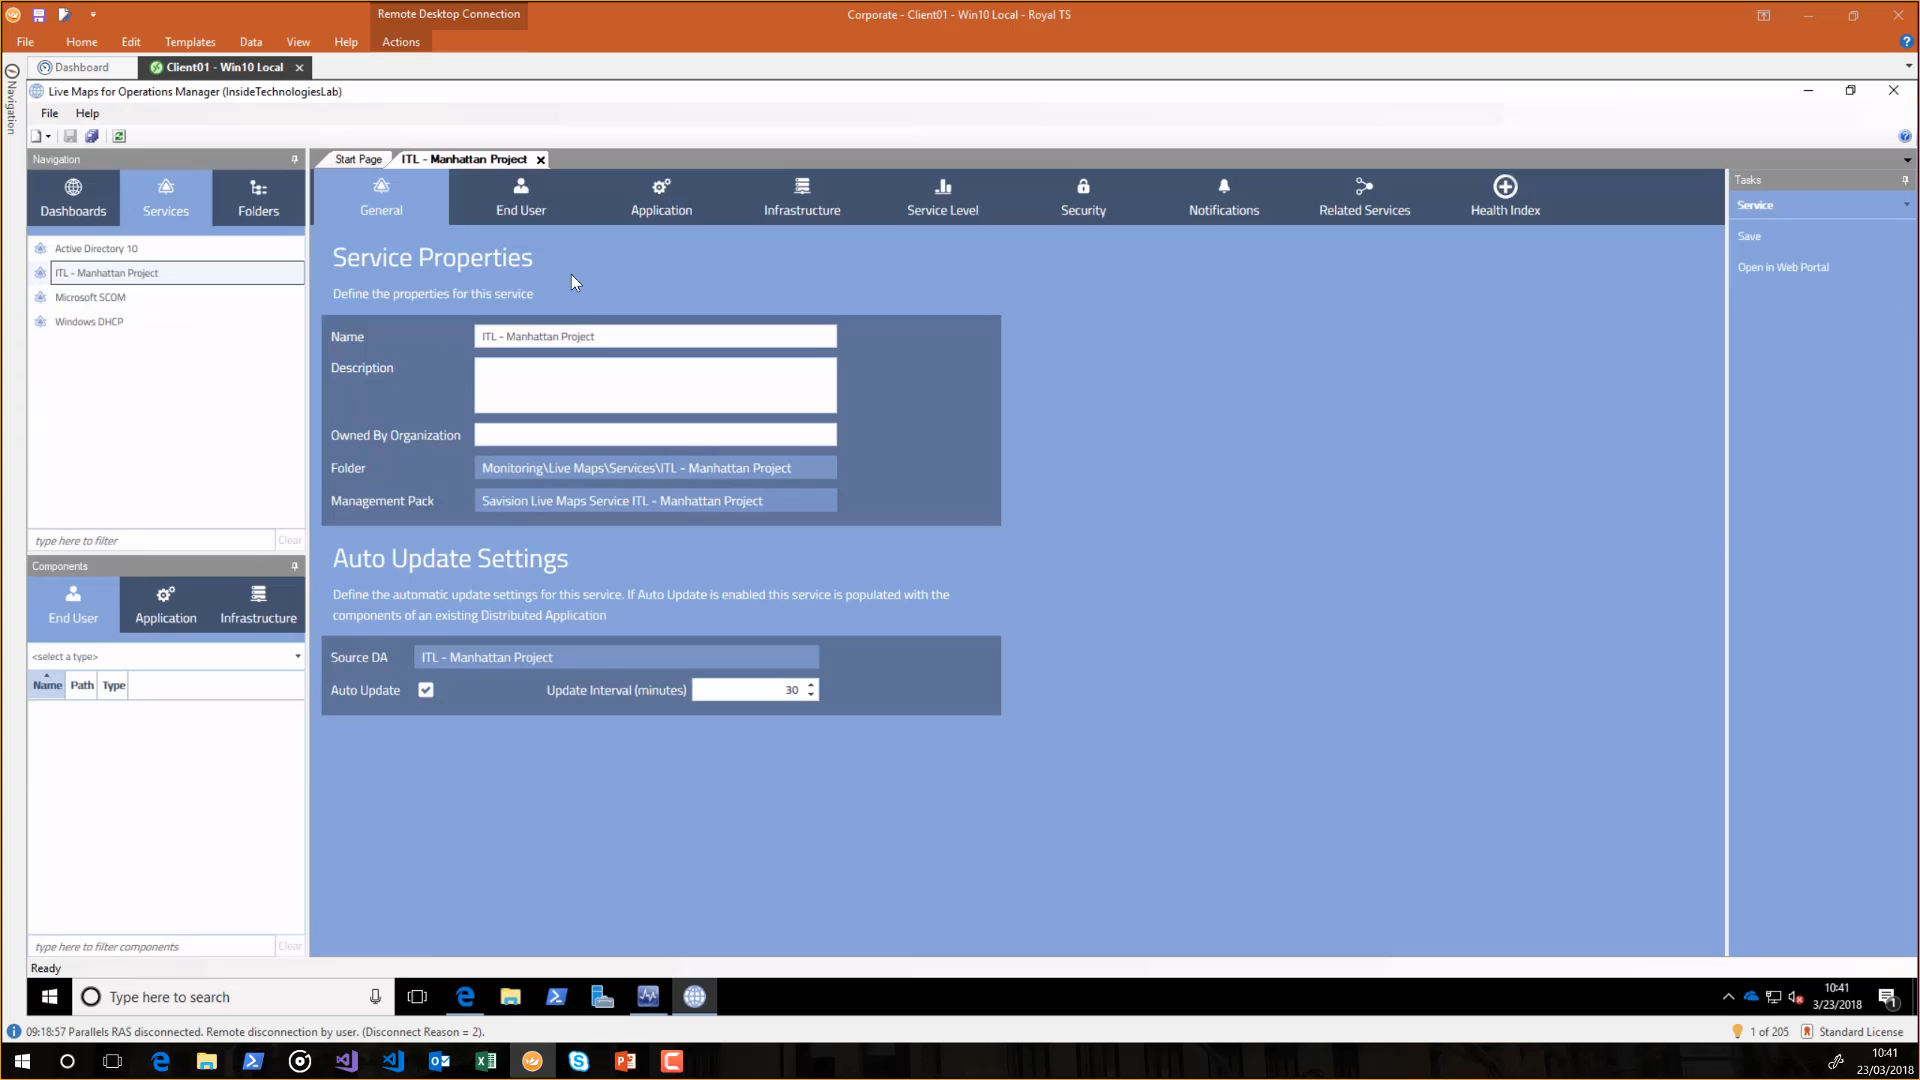 Remote Desktop Connection
Corporate - Client01 - Win10 Local - Royal TS
File Home Edit Templates Data View Help Actions
Dashboard
Client01 - Win10 Local
Navigation
Live Maps for Operations Manager (InsideTechnologiesLab)
File Help
Navigation
Dashboards
Services
Folders
Active Directory 10
ITL - Manhattan Project
Microsoft SCOM
Windows DHCP
type here to filter
Clear
Components
End User
Application
Infrastructure
<select a type>
Name Path Type
type here to filter components
Clear
Ready
Start Page
ITL - Manhattan Project
General
End User
Application
Infrastructure
Service Level
Security
Notifications
Related Services
Health Index
Service Properties
Define the properties for this service
Name ITL - Manhattan Project
Description
Owned By Organization
Folder Monitoring\Live Maps\Services\ITL - Manhattan Project
Management Pack Savision Live Maps Service ITL - Manhattan Project
Auto Update Settings
Define the automatic update settings for this service. If Auto Update is enabled this service is populated with the
components of an existing Distributed Application
Source DA ITL - Manhattan Project
Auto Update Update Interval (minutes) 30
Tasks
Service
Save
Open in Web Portal
Type here to search
10:41
3/23/2018
1
09:18:57 Parallels RAS disconnected. Remote disconnection by user. (Disconnect Reason = 2).
1 of 205
Standard License
10:41
23/03/2018